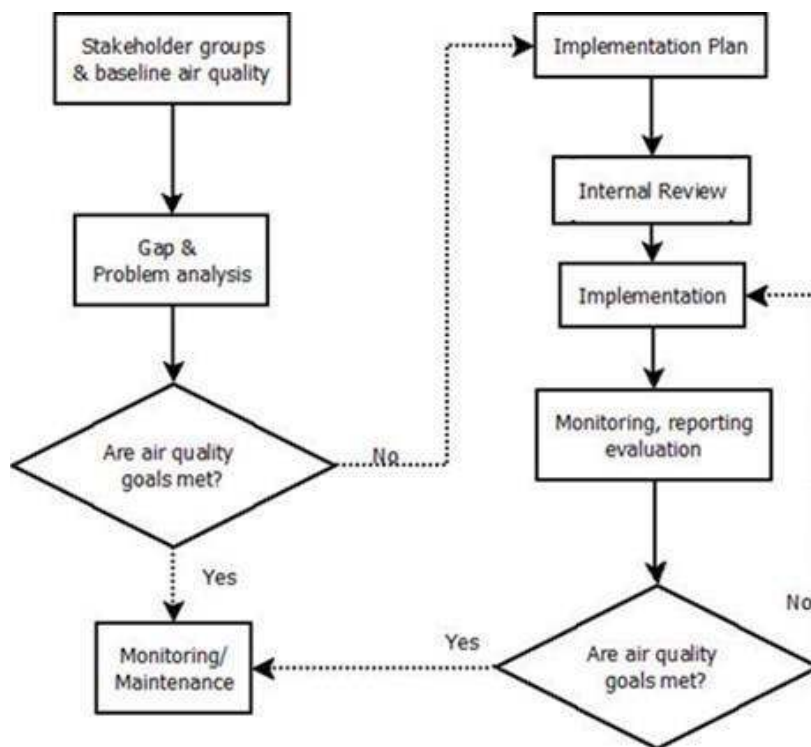 Stakeholder groups
& baseline air quality
Gap &
Problem analysis
Are air quality
goals met?
No
Yes
Monitoring/
Maintenance
Implementation Plan
Internal Review
Implementation
Monitoring, reporting
evaluation
Are air quality
goals met?
No
Yes